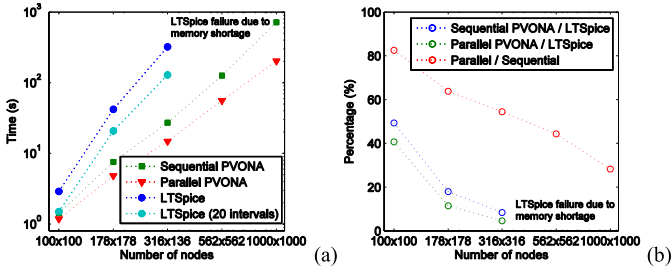 LTSpice failure due to
memory shortage
10³
10²
10¹
10⁰
Time (s)
Sequential PVONA
Parallel PVONA
LTSpice
LTSpice (20 intervals)
100x100 178x178 316x136 562x562 1000x1000
Number of nodes
(a)
100
80
60
40
20
0
Percentage (%)
Sequential PVONA / LTSpice
Parallel PVONA / LTSpice
Parallel / Sequential
LTSpice failure due to
memory shortage
100x100 178x178 316x316 562x562 1000x1000
Number of nodes
(b)